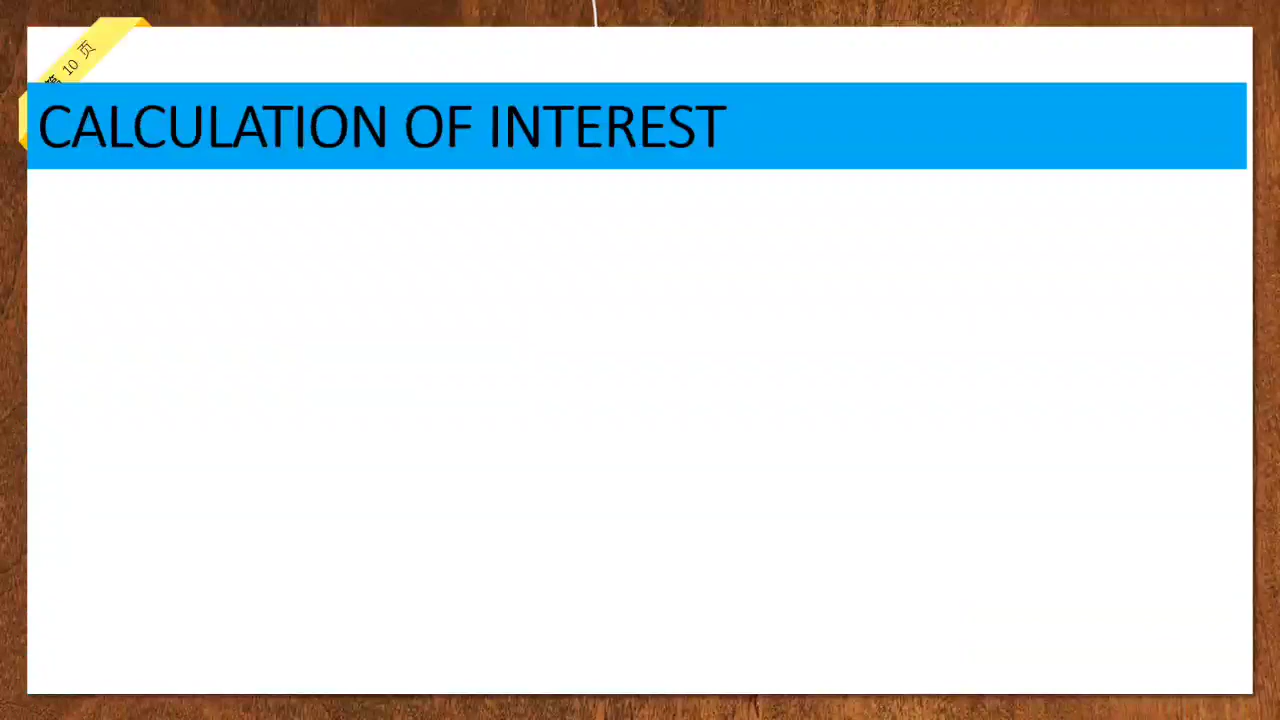 第 10 页
CALCULATION OF INTEREST